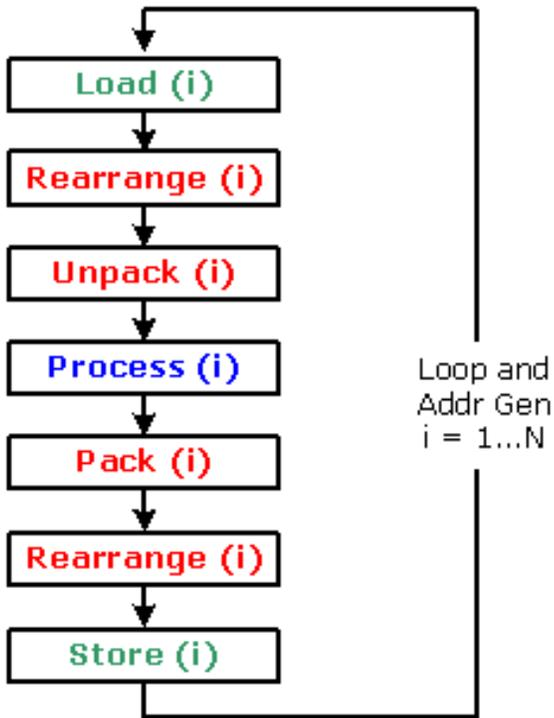 Load (i)
Rearrange (i)
Unpack (i)
Process (i)
Pack (i)
Rearrange (i)
Store (i)
Loop and
Addr Gen
i = 1...N